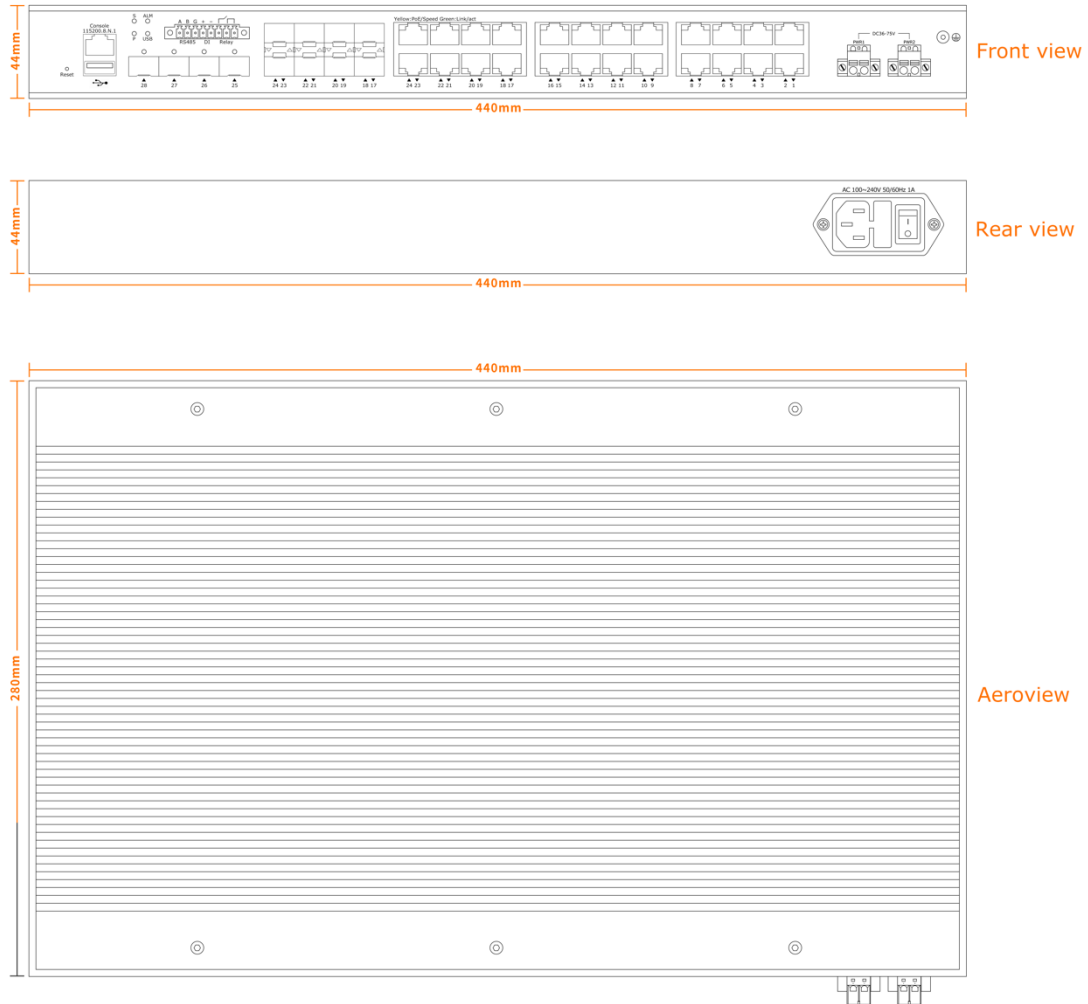 S ALM
Console
115200.8.N.1
A B G + −
Yellow:PoE/Speed Green:Link/act
DC36-75V
PWR1
PWR2
P USB
RS485 DI Relay
Reset
28 27 26 25
24 23 22 21 20 19 18 17
24 23 22 21 20 19 18 17
16 15 14 13 12 11 10 9
8 7 6 5 4 3 2 1
44mm
440mm
Front view
AC 100~240V 50/60Hz 1A
44mm
440mm
Rear view
440mm
280mm
Aeroview